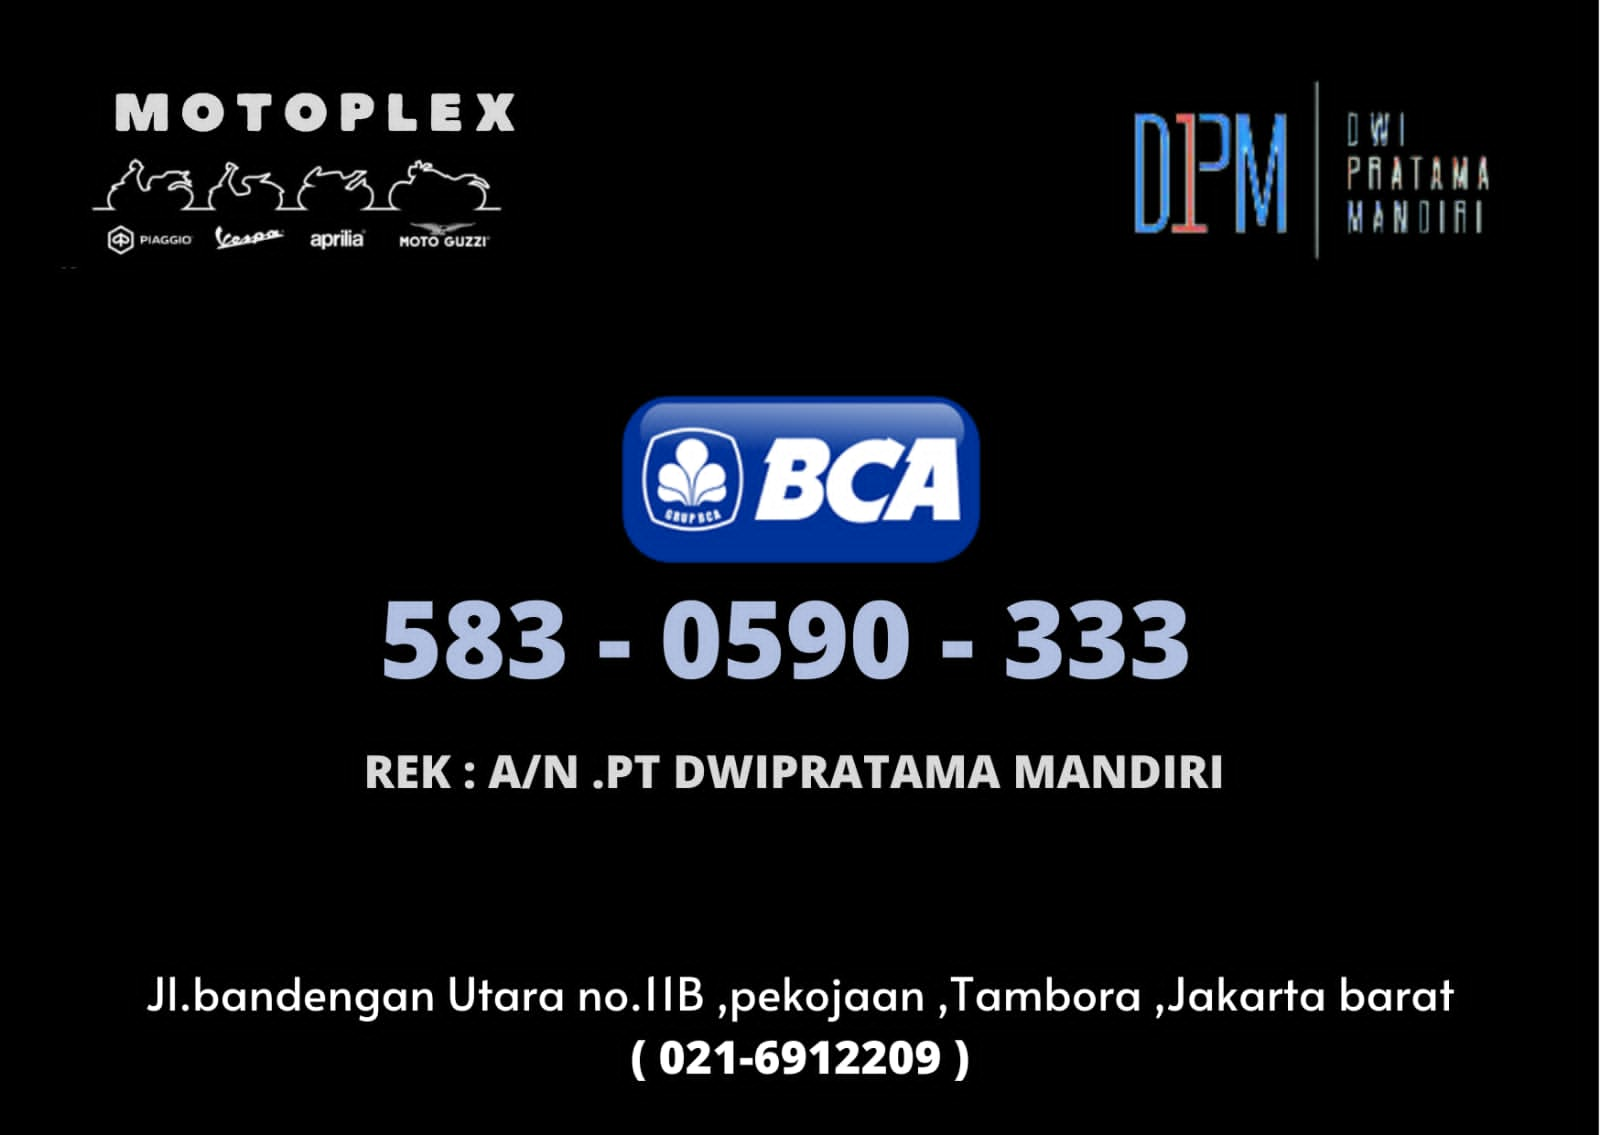 MOTOPLEX
PIAGGIO Vespa aprilia MOTO GUZZI
D1PM
DWI
PRATAMA
MANDIRI
GRUP BCA
BCA
583 - 0590 - 333
REK : A/N .PT DWIPRATAMA MANDIRI
Jl.bandengan Utara no.11B ,pekojaan ,Tambora ,Jakarta barat
( 021-6912209 )